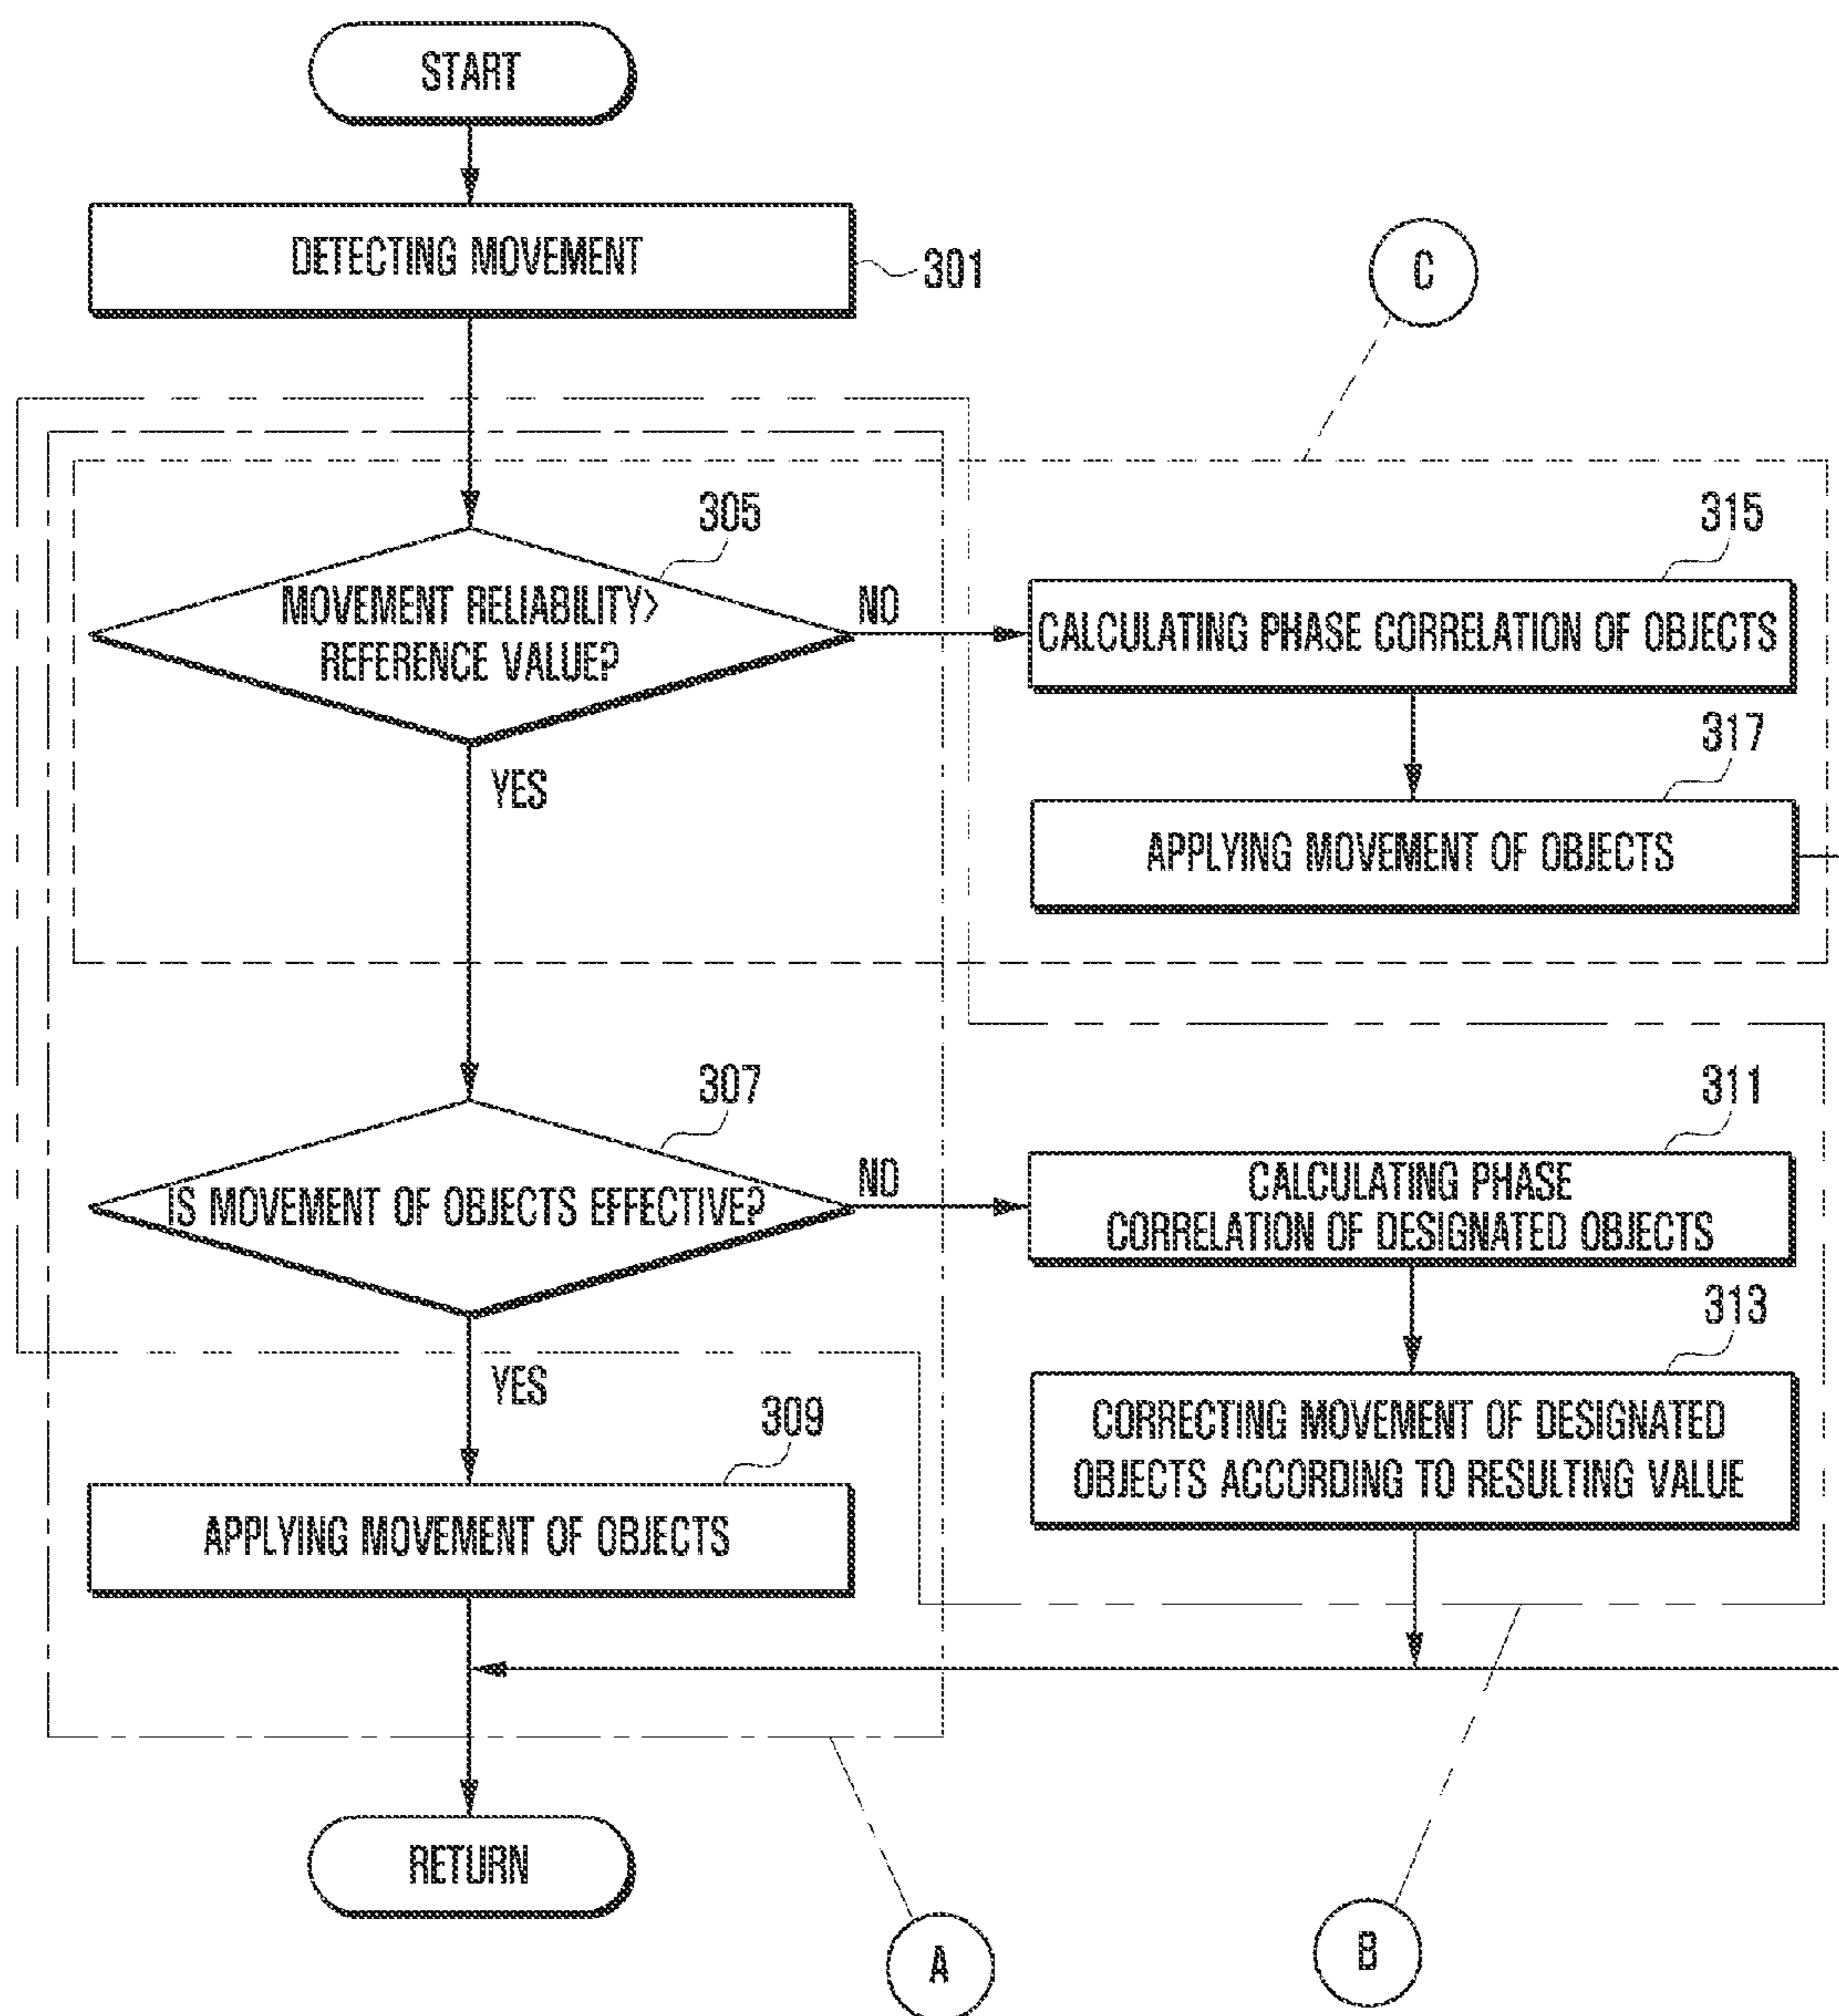 START
DETECTING MOVEMENT
301
C
305
MOVEMENT RELIABILITY>
REFERENCE VALUE?
NO
YES
315
CALCULATING PHASE CORRELATION OF OBJECTS
317
APPLYING MOVEMENT OF OBJECTS
307
IS MOVEMENT OF OBJECTS EFFECTIVE?
NO
YES
311
CALCULATING PHASE
CORRELATION OF DESIGNATED OBJECTS
313
CORRECTING MOVEMENT OF DESIGNATED
OBJECTS ACCORDING TO RESULTING VALUE
309
APPLYING MOVEMENT OF OBJECTS
RETURN
A
B